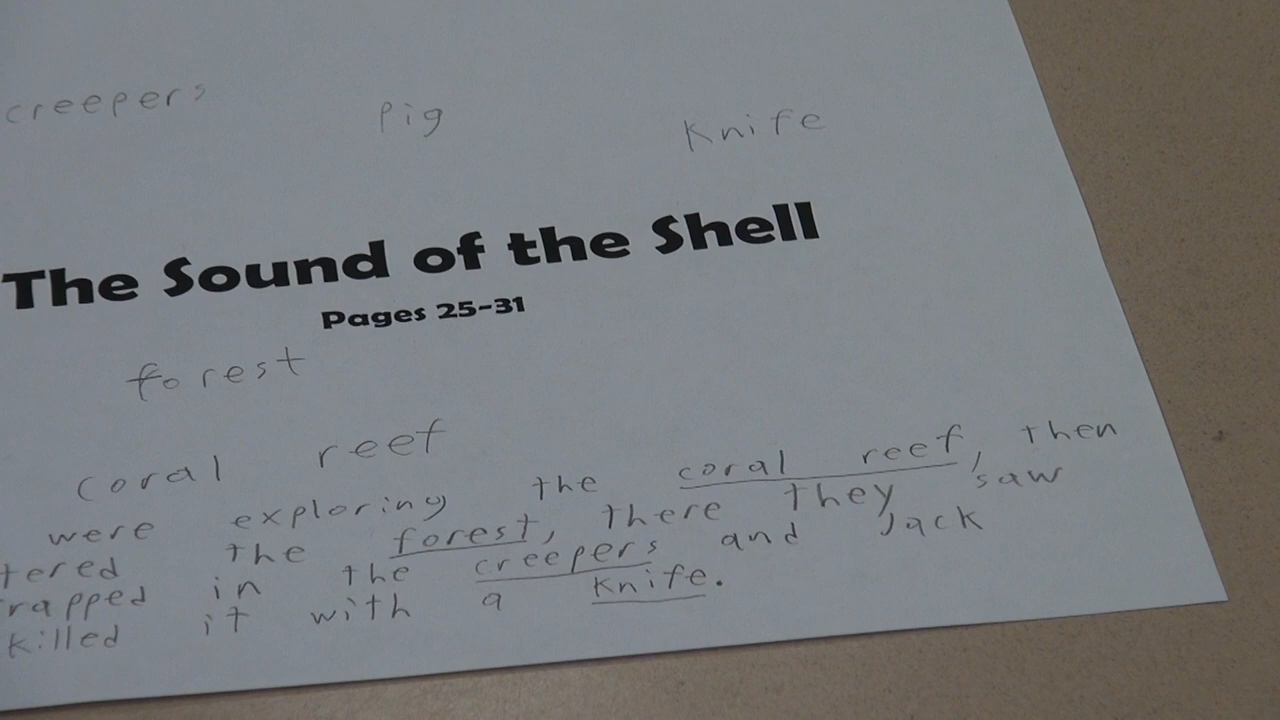 creepers Pig Knife
The Sound of the Shell
Pages 25-31
forest
coral reef
were exploring the coral reef, then
tered the forest, there they saw
rapped in the creepers and Jack
killed it with a Knife.